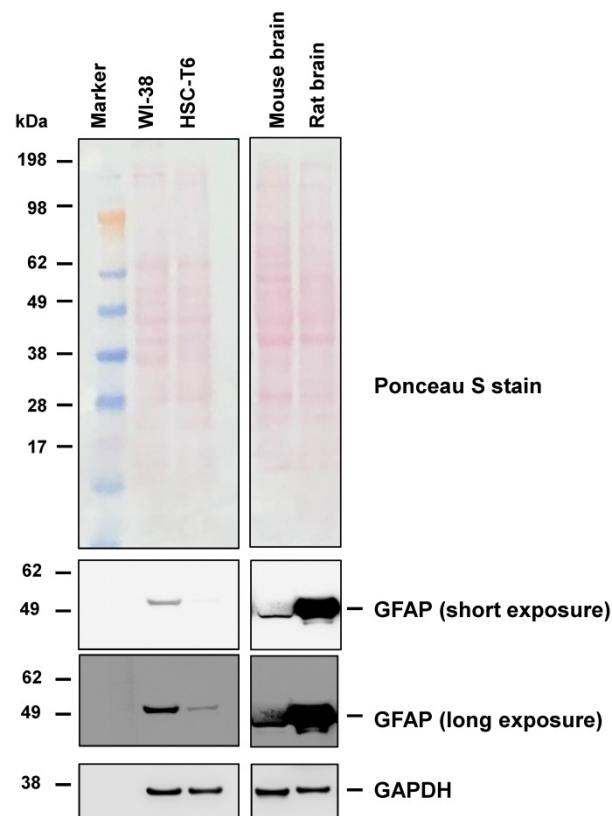 kDa
Marker
WI-38
HSC-T6
Mouse brain
Rat brain
198
98
62
49
38
28
17
Ponceau S stain
62
49
GFAP (short exposure)
62
49
GFAP (long exposure)
38
GAPDH